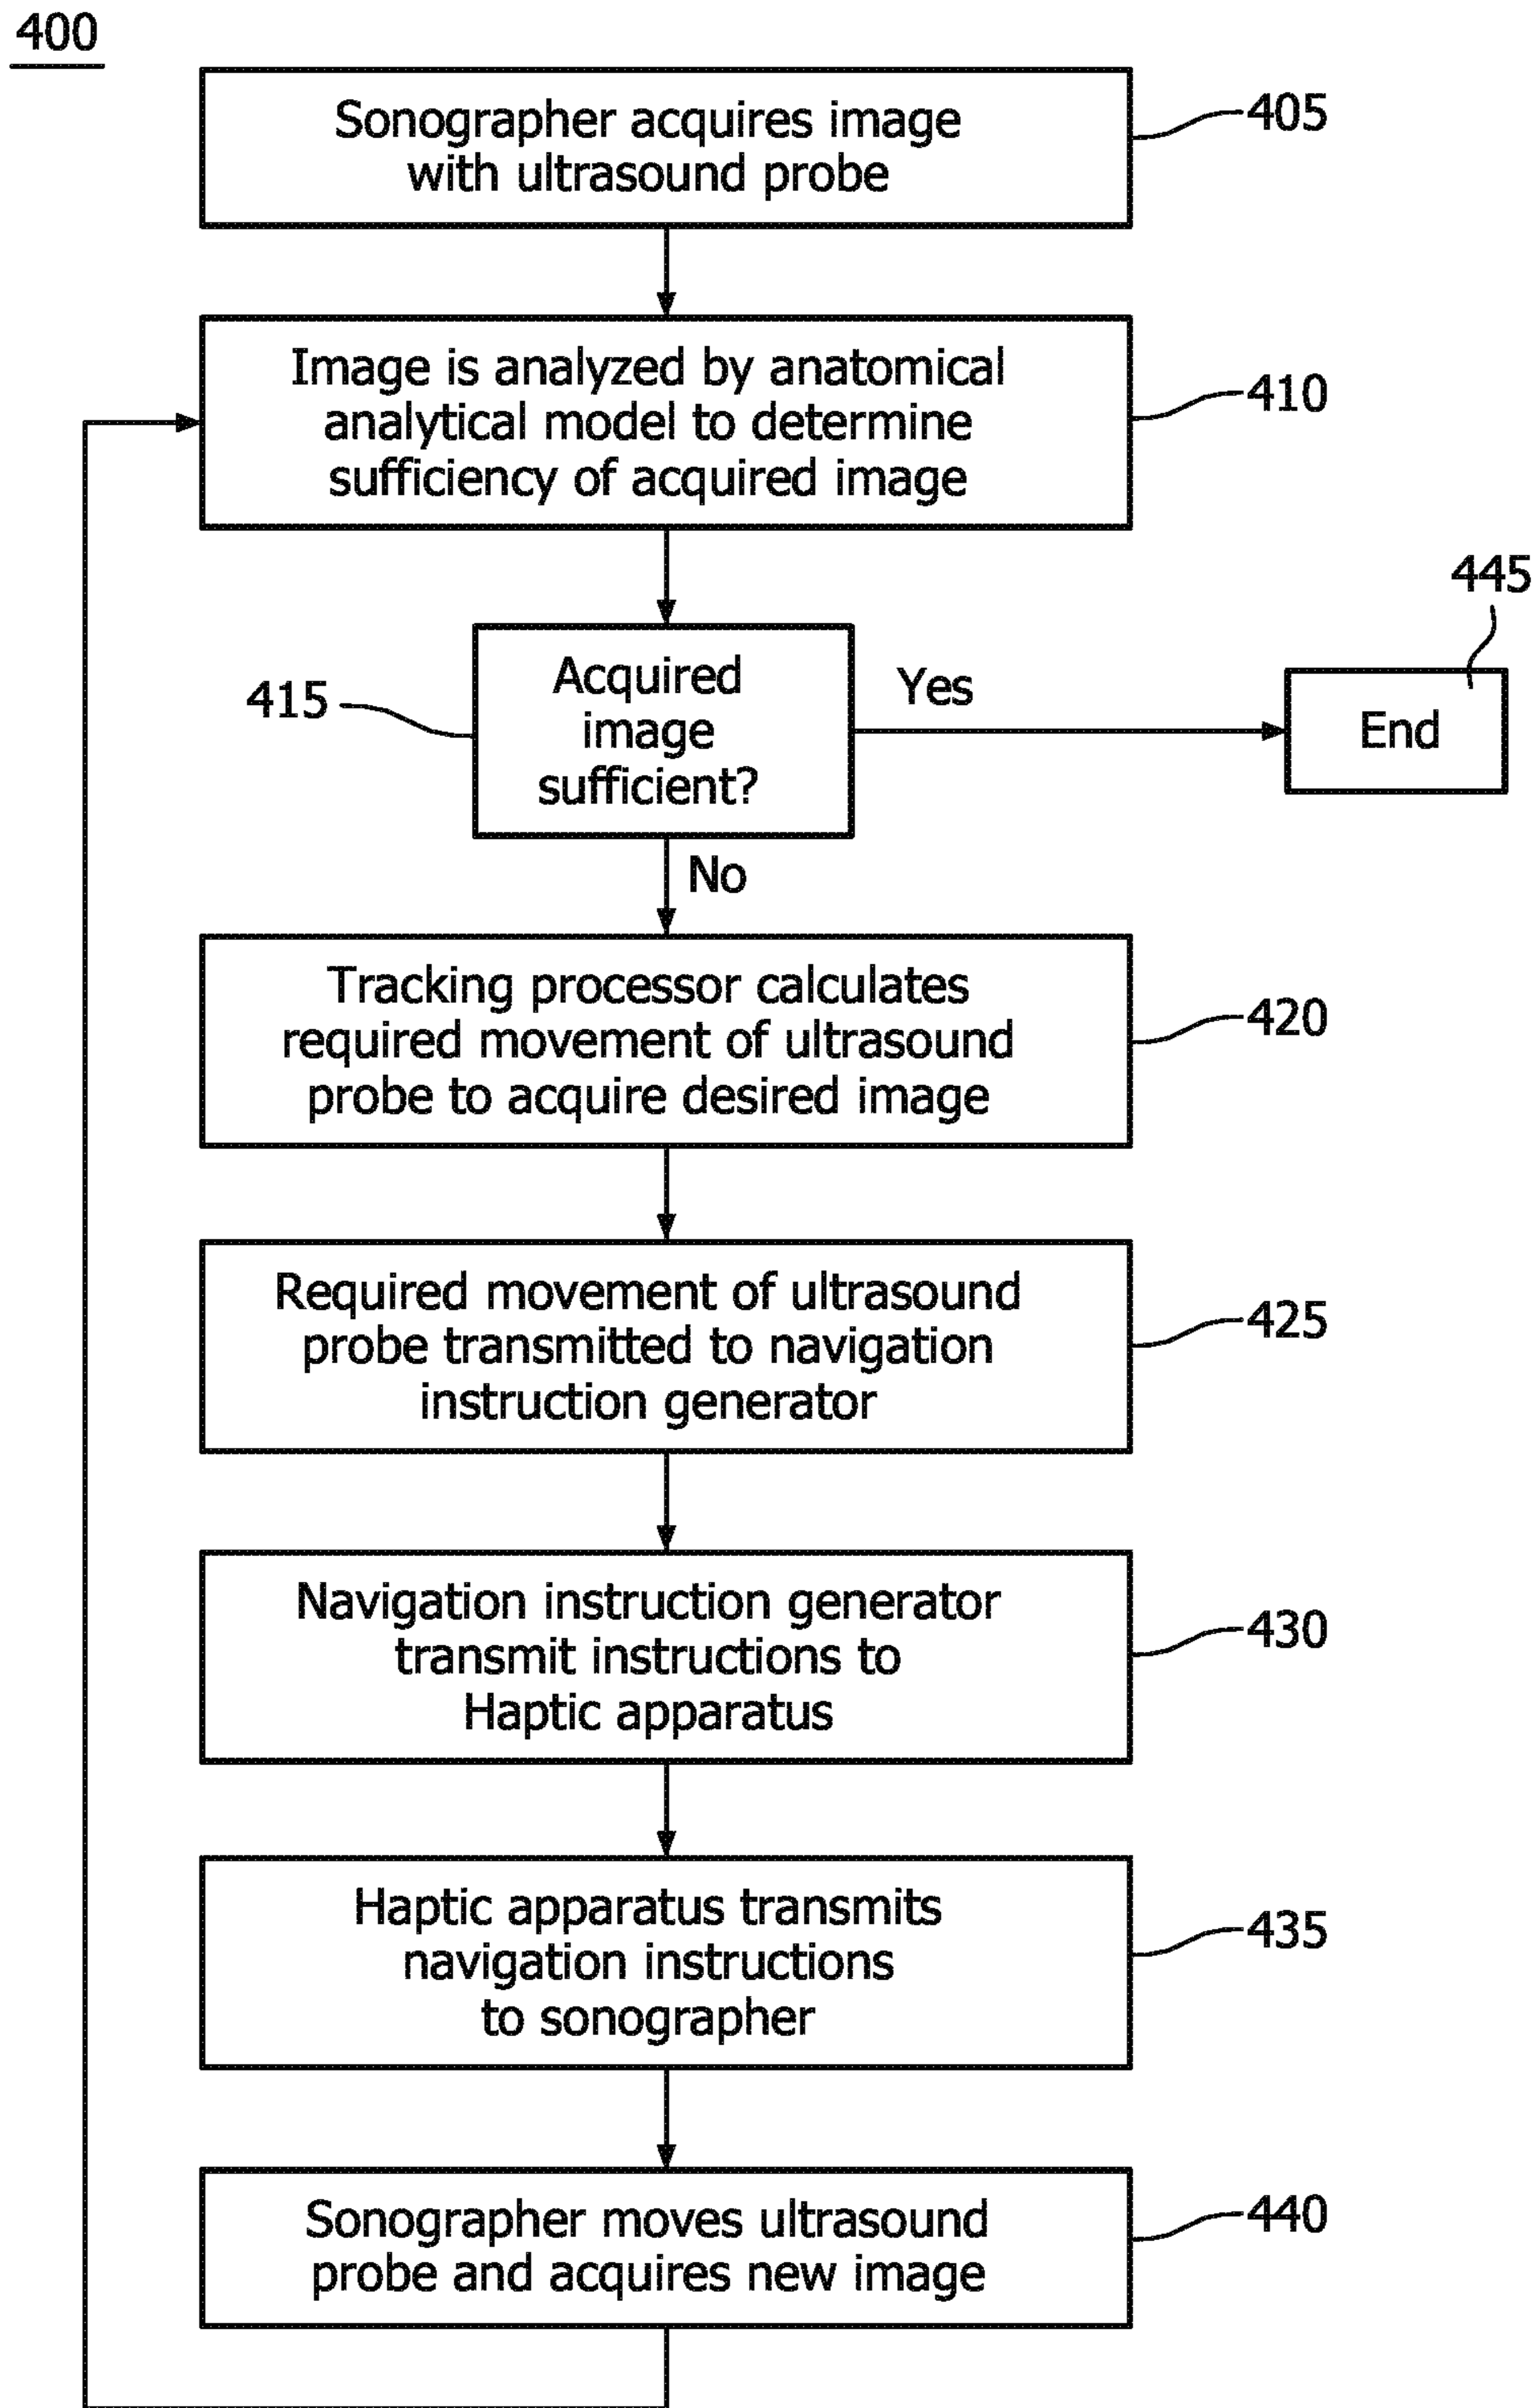 400
Sonographer acquires image
with ultrasound probe
405
Image is analyzed by anatomical
analytical model to determine
sufficiency of acquired image
410
415
Acquired
image
sufficient?
Yes
445
End
No
Tracking processor calculates
required movement of ultrasound
probe to acquire desired image
420
Required movement of ultrasound
probe transmitted to navigation
instruction generator
425
Navigation instruction generator
transmit instructions to
Haptic apparatus
430
Haptic apparatus transmits
navigation instructions
to sonographer
435
Sonographer moves ultrasound
probe and acquires new image
440